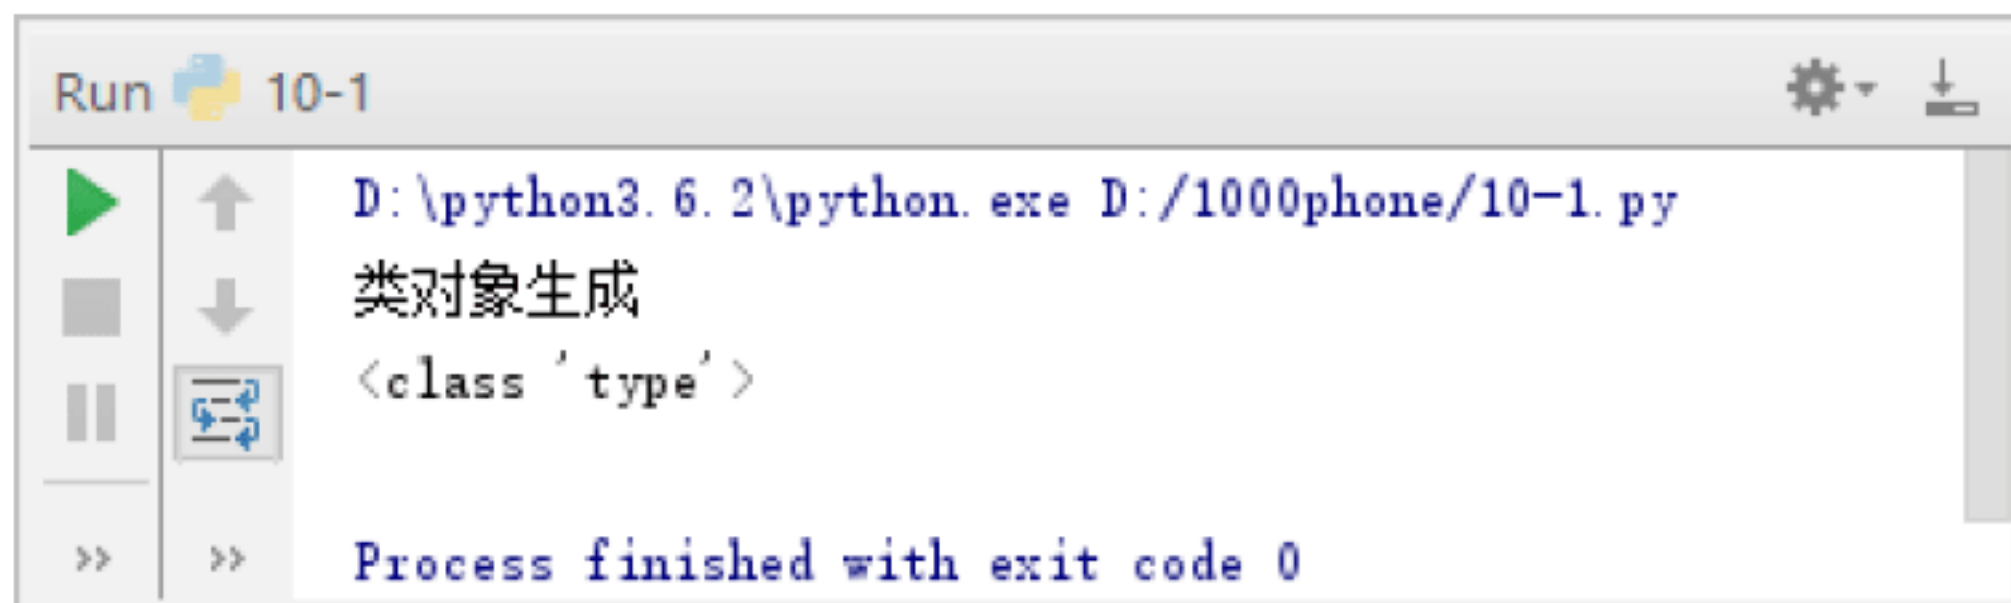 Run 10-1
D:\python3.6.2\python.exe D:/1000phone/10-1.py
类对象生成
<class 'type'>
Process finished with exit code 0